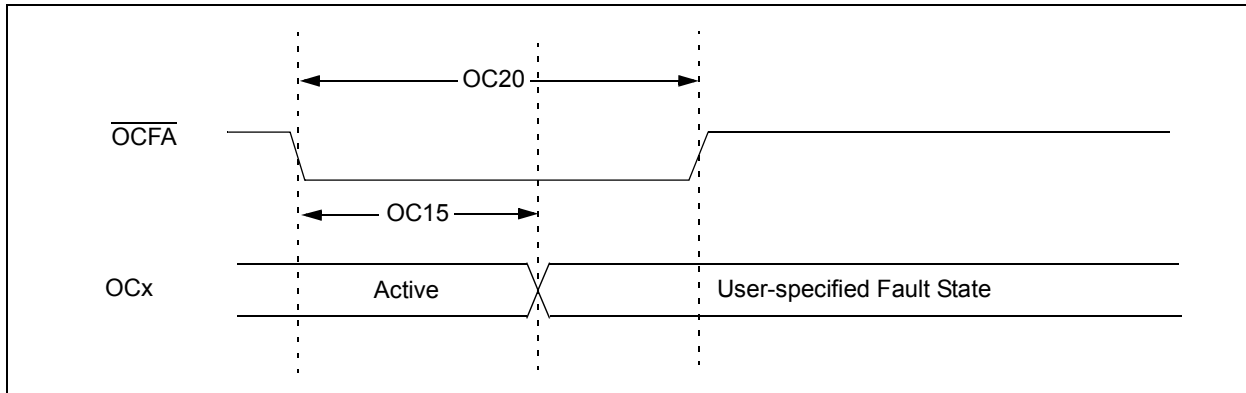 OC20
OCFA
OC15
OCx
Active
User-specified Fault State